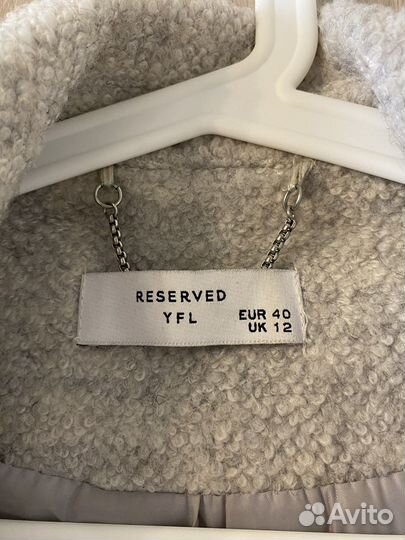 RESERVED
YFL
EUR 40
UK 12
Avito